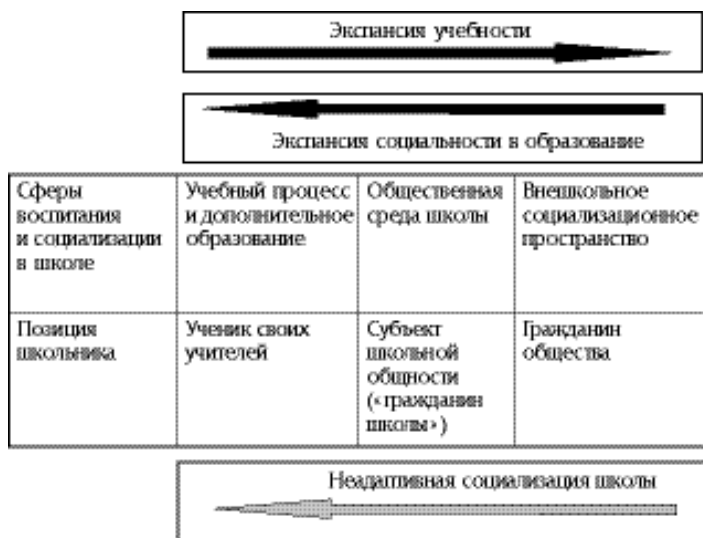 Экспансия учебности
Экспансия социальности в образование
Сферы
воспитания
и социализации
в школе
Учебный процесс
и дополнительное
образование
Общественная
среда школы
Внешкольное
социализационное
пространство
Позиция
школьника
Ученик своих
учителей
Субъект
школьной
общности
(«гражданин
школы»)
Гражданин
общества
Неадаптивная социализация школы